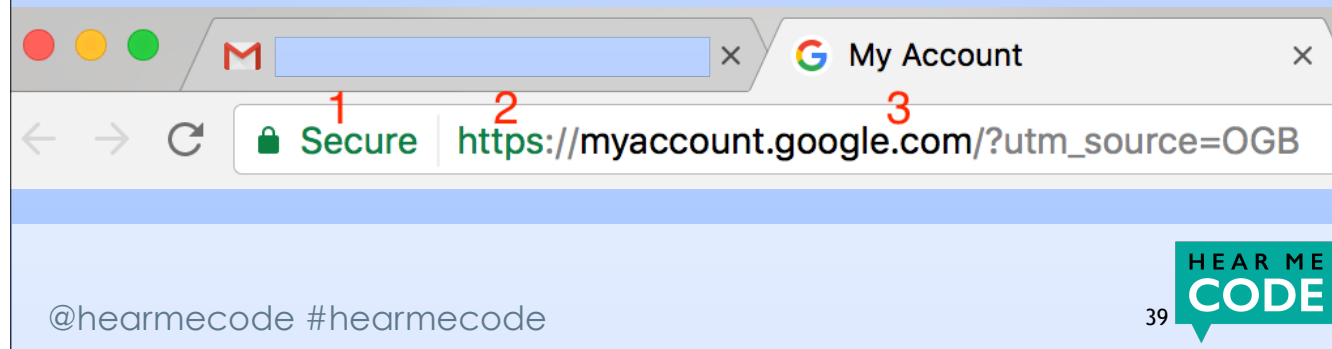 My Account
1 2 3
Secure https://myaccount.google.com/?utm_source=OGB
HEAR ME
CODE
@hearmecode #hearmecode
39